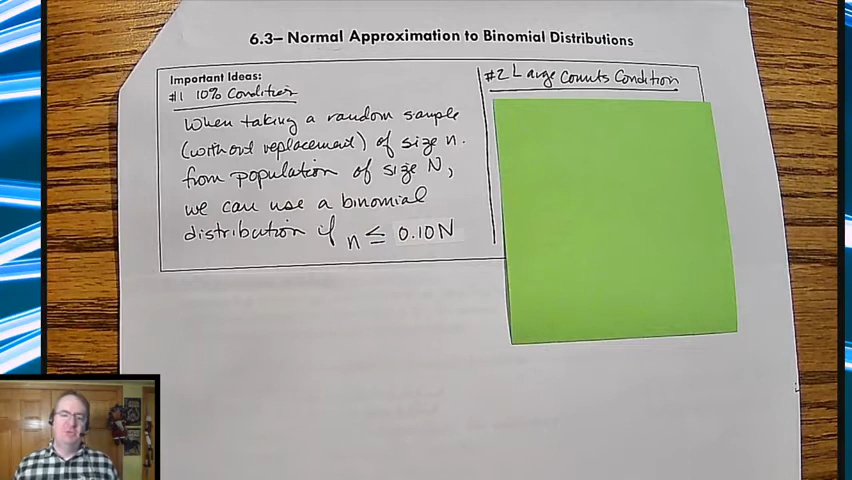 6.3– Normal Approximation to Binomial Distributions
Important Ideas:
#1 10% Condition
When taking a random sample
(without replacement) of size n.
from population of size N,
we can use a binomial
distribution if n ≤ 0.10N
#2 Large Counts Condition